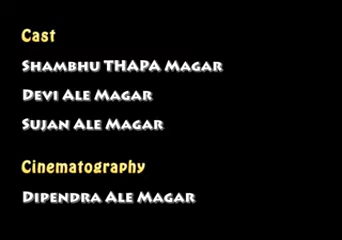 Cast
Shambhu THAPA Magar
Devi Ale Magar
Sujan Ale Magar
Cinematography
Dipendra Ale Magar